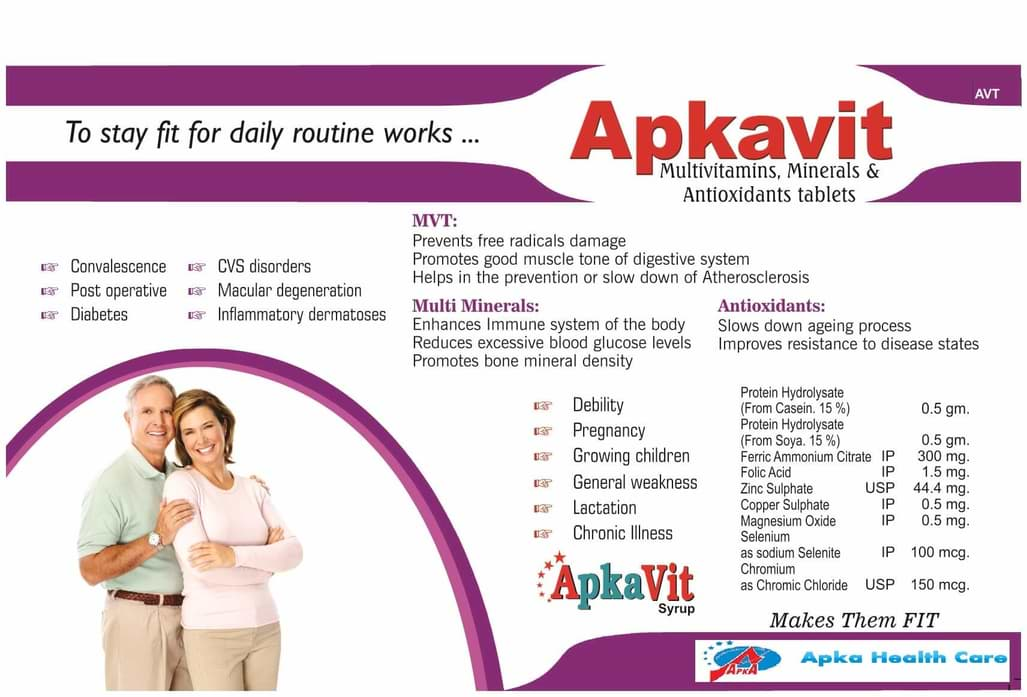 AVT
To stay fit for daily routine works ...
Apkavit
Multivitamins, Minerals &
Antioxidants tablets
Convalescence
Post operative
Diabetes
CVS disorders
Macular degeneration
Inflammatory dermatoses
MVT:
Prevents free radicals damage
Promotes good muscle tone of digestive system
Helps in the prevention or slow down of Atherosclerosis
Multi Minerals:
Enhances Immune system of the body
Reduces excessive blood glucose levels
Promotes bone mineral density
Antioxidants:
Slows down ageing process
Improves resistance to disease states
Debility
Pregnancy
Growing children
General weakness
Lactation
Chronic Illness
ApkaVit
Syrup
Protein Hydrolysate
(From Casein. 15 %) 0.5 gm.
Protein Hydrolysate
(From Soya. 15 %) 0.5 gm.
Ferric Ammonium Citrate IP 300 mg.
Folic Acid IP 1.5 mg.
Zinc Sulphate USP 44.4 mg.
Copper Sulphate IP 0.5 mg.
Magnesium Oxide IP 0.5 mg.
Selenium
as sodium Selenite IP 100 mcg.
Chromium
as Chromic Chloride USP 150 mcg.
Makes Them FIT
APKA
Apka Health Care